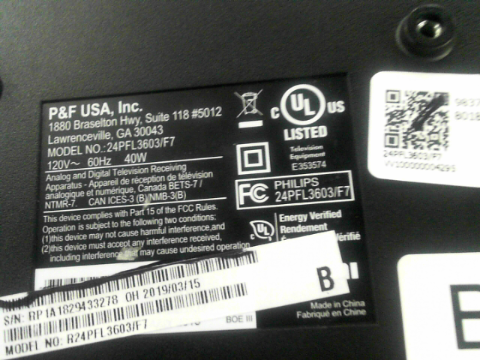 P&F USA, Inc.
1880 Braselton Hwy, Suite 118 #5012
Lawrenceville, GA 30043
MODEL NO.:24PFL3603/F7
120V~ 60Hz 40W
Analog and Digital Television Receiving
Apparatus - Appareil de réception de télévision
analogique et numérique, Canada BETS-7 /
NTMR-7. CAN ICES-3 (B)/NMB-3(B)
This device complies with Part 15 of the FCC Rules.
Operation is subject to the following two conditions:
(1)this device may not cause harmful interference,and
(2)this device must accept any interference received,
including interference that may cause undesired operation
C UL US
LISTED
Television
Equipment
E353574
FC PHILIPS
24PFL3603/F7
UL Energy Verified
Rendement
S/N: RP1A1829433278 OH 2019/03/15
MODEL NO: R24PFL3603/F7
BOE III
B
Made in China
Fabriqué en Chine
24PFL3603/F7
E